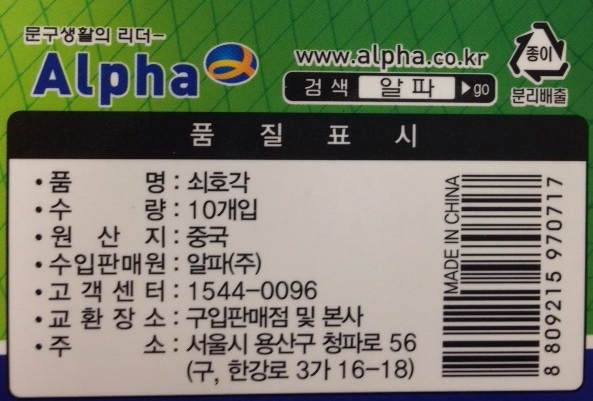 문구생활의 리더-
Alpha
www.alpha.co.kr
검색 알파 ▶go
종이
분리배출
품 질 표 시
• 품 명 : 쇠호각
• 수 량 : 10개입
• 원 산 지 : 중국
• 수입판매원 : 알파(주)
• 고 객 센 터 : 1544-0096
• 교 환 장 소 : 구입판매점 및 본사
• 주 소 : 서울시 용산구 청파로 56
(구, 한강로 3가 16-18)
MADE IN CHINA
8 809215 970717